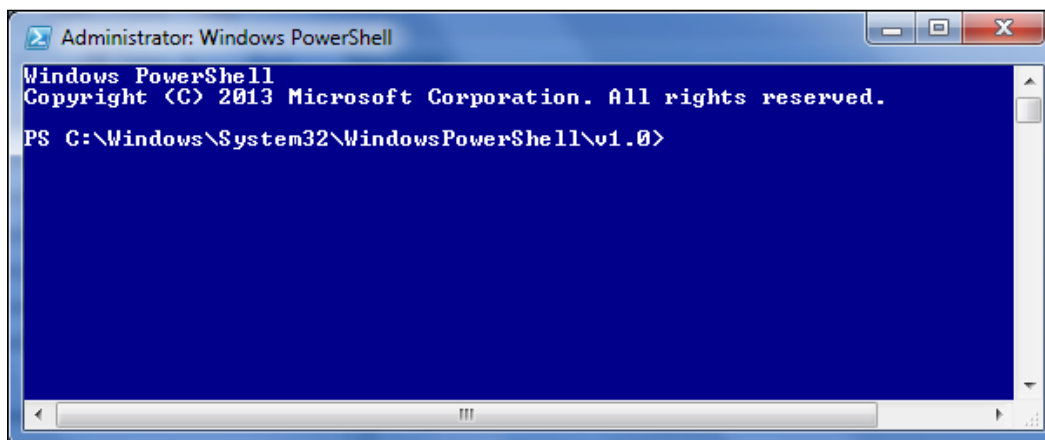 Administrator: Windows PowerShell
Windows PowerShell
Copyright (C) 2013 Microsoft Corporation. All rights reserved.
PS C:\Windows\System32\WindowsPowerShell\v1.0>